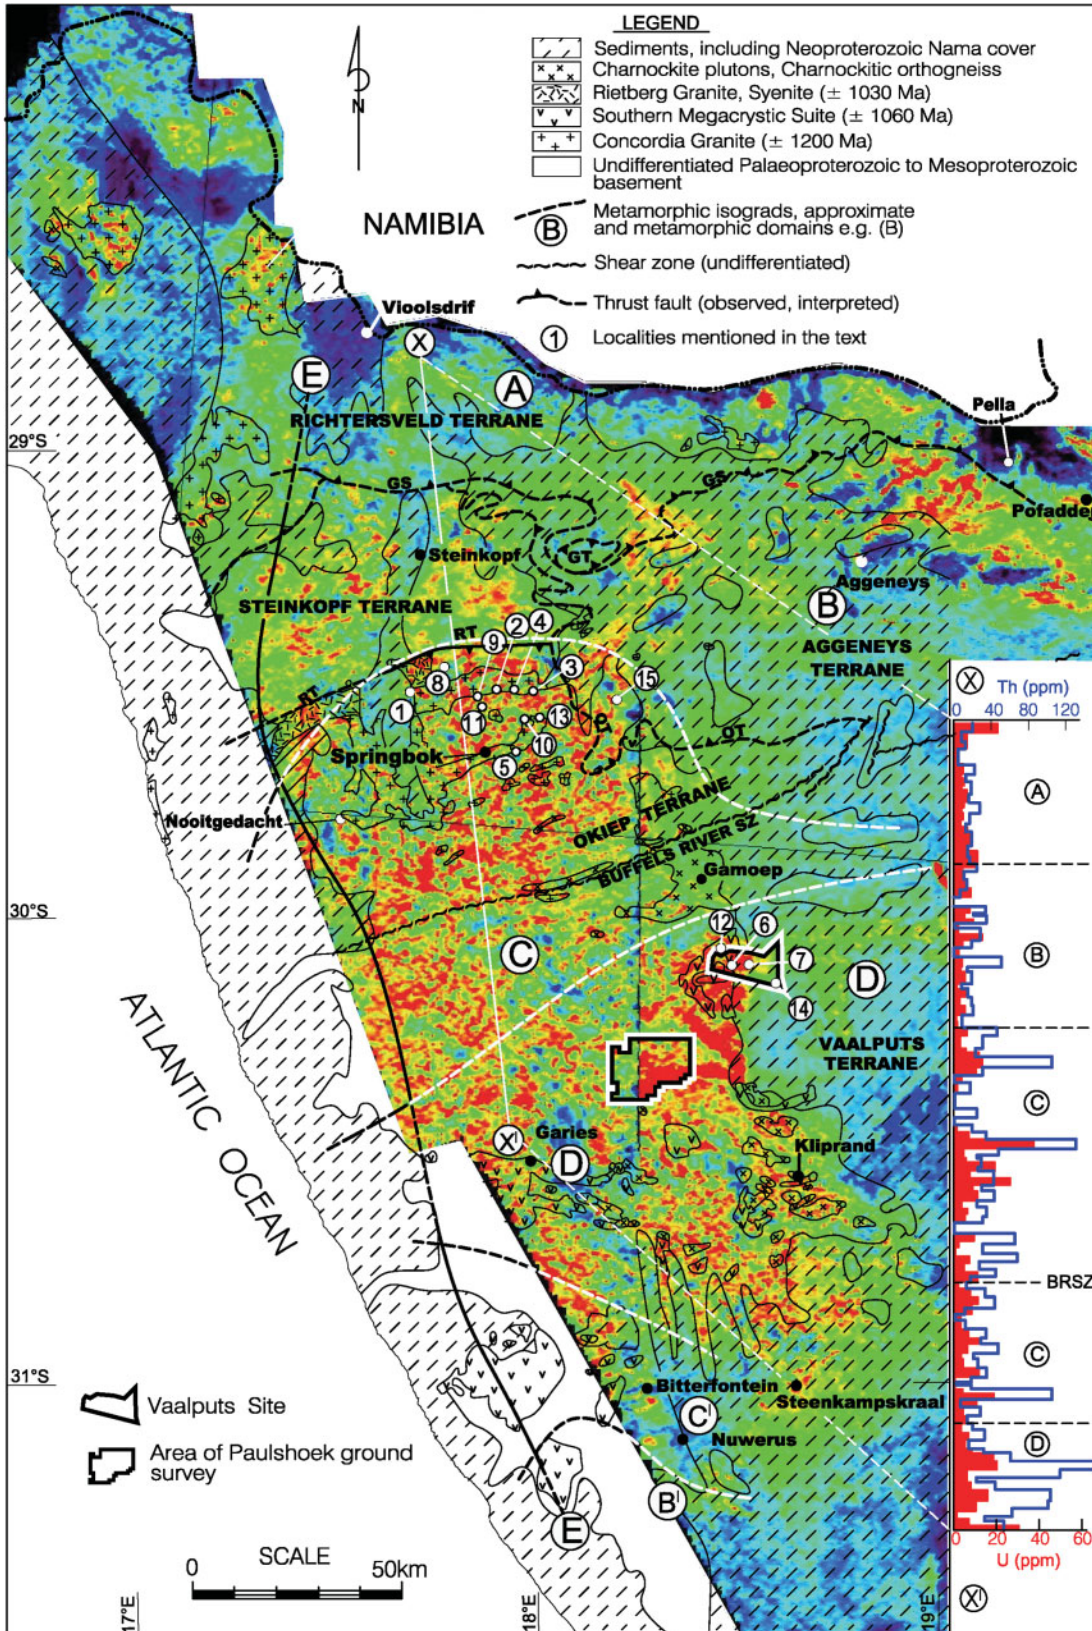 LEGEND
Sediments, including Neoproterozoic Nama cover
Charnockite plutons, Charnockitic orthogneiss
Rietberg Granite, Syenite (± 1030 Ma)
Southern Megacrystic Suite (± 1060 Ma)
Concordia Granite (± 1200 Ma)
Undifferentiated Palaeoproterozoic to Mesoproterozoic
basement
B
Metamorphic isograds, approximate
and metamorphic domains e.g. (B)
Shear zone (undifferentiated)
Thrust fault (observed, interpreted)
1
Localities mentioned in the text
N
NAMIBIA
Vioolsdrif
X
E
A
RICHTERSVELD TERRANE
Pella
29°S
GS
GS
Pofadder
Steinkopf
GT
Aggeneys
B
STEINKOPF TERRANE
AGGENEYS
TERRANE
RT
9
2
4
8
3
15
RT
1
11
13
10
5
OT
OT
Springbok
Nooitgedacht
OKIEP TERRANE
BUFFELS RIVER SZ
Gamoep
30°S
C
12
6
7
14
D
VAALPUTS
TERRANE
ATLANTIC OCEAN
X|
Garies
D
Kliprand
31°S
Bitterfontein
C|
Steenkampskraal
Nuwerus
B|
E
Vaalputs Site
Area of Paulshoek ground
survey
SCALE
0
50km
17°E
18°E
19°E
X
Th (ppm)
0 40 80 120
A
B
C
BRSZ
C
D
0 20 40 60
U (ppm)
X|